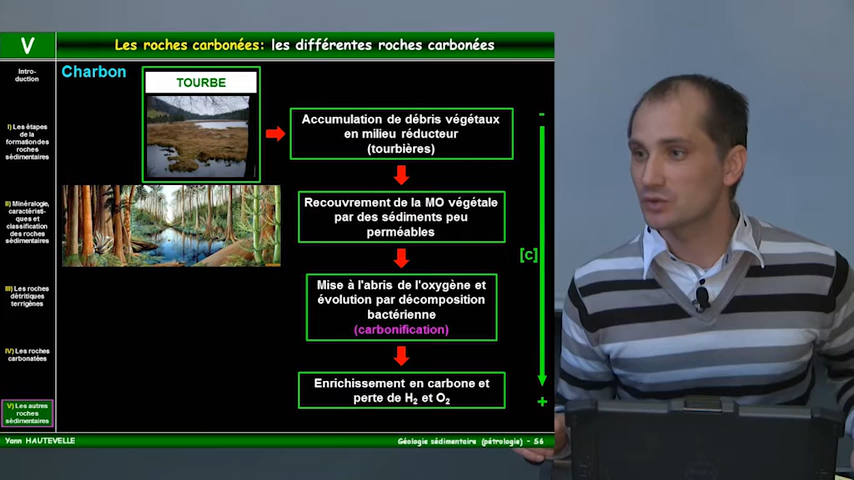 V
Les roches carbonées: les différentes roches carbonées
Intro-
duction
I) Les étapes
de la
formation des
roches
sédimentaires
II) Minéralogie,
caractérist-
iques et
classification
des roches
sédimentaires
III) Les roches
détritiques
terrigènes
IV) Les roches
carbonatées
V) Les autres
roches
sédimentaires
Charbon
TOURBE
Accumulation de débris végétaux
en milieu réducteur
(tourbières)
Recouvrement de la MO végétale
par des sédiments peu
perméables
Mise à l'abris de l'oxygène et
évolution par décomposition
bactérienne
(carbonification)
Enrichissement en carbone et
perte de H₂ et O₂
-
[C]
+
Yann HAUTEVELLE
Géologie sédimentaire (pétrologie) - 56